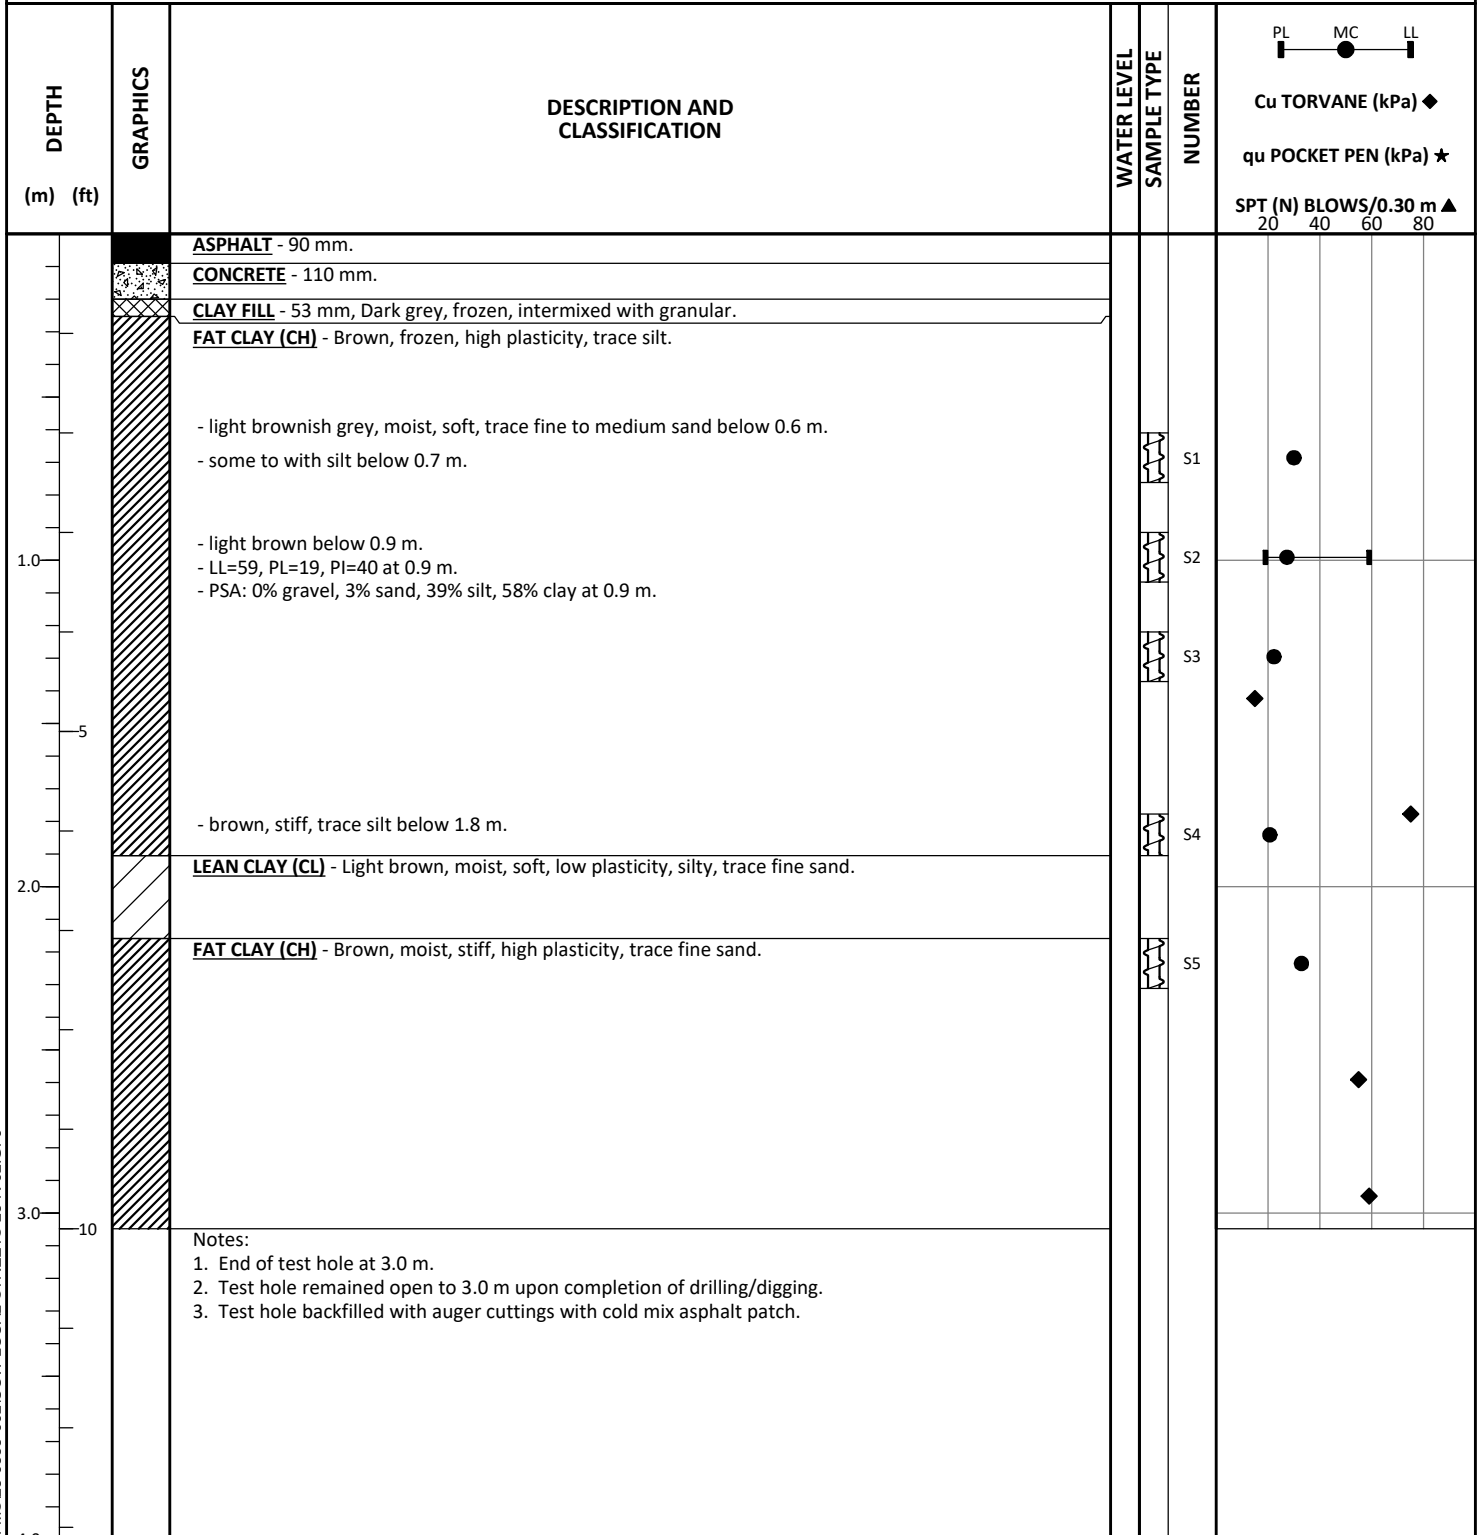 DEPTH
(m) (ft)
GRAPHICS
DESCRIPTION AND
CLASSIFICATION
WATER LEVEL
SAMPLE TYPE
NUMBER
PL MC LL
Cu TORVANE (kPa) ◆
qu POCKET PEN (kPa) ★
SPT (N) BLOWS/0.30 m ▲
20 40 60 80
ASPHALT - 90 mm.
CONCRETE - 110 mm.
CLAY FILL - 53 mm, Dark grey, frozen, intermixed with granular.
FAT CLAY (CH) - Brown, frozen, high plasticity, trace silt.
- light brownish grey, moist, soft, trace fine to medium sand below 0.6 m.
- some to with silt below 0.7 m.
S1
- light brown below 0.9 m.
1.0
- LL=59, PL=19, PI=40 at 0.9 m.
S2
- PSA: 0% gravel, 3% sand, 39% silt, 58% clay at 0.9 m.
S3
5
- brown, stiff, trace silt below 1.8 m.
S4
LEAN CLAY (CL) - Light brown, moist, soft, low plasticity, silty, trace fine sand.
2.0
FAT CLAY (CH) - Brown, moist, stiff, high plasticity, trace fine sand.
S5
3.0
10
Notes:
1. End of test hole at 3.0 m.
2. Test hole remained open to 3.0 m upon completion of drilling/digging.
3. Test hole backfilled with auger cuttings with cold mix asphalt patch.